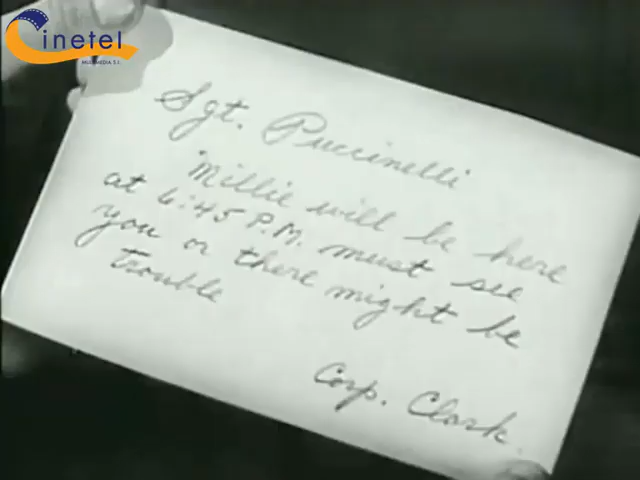 Cinetel
MULTIMEDIA, S.L.
Sgt. Puccinelli
Millie will be here
at 6:45 P.M. must see
you or there might be
trouble
Corp. Clark.